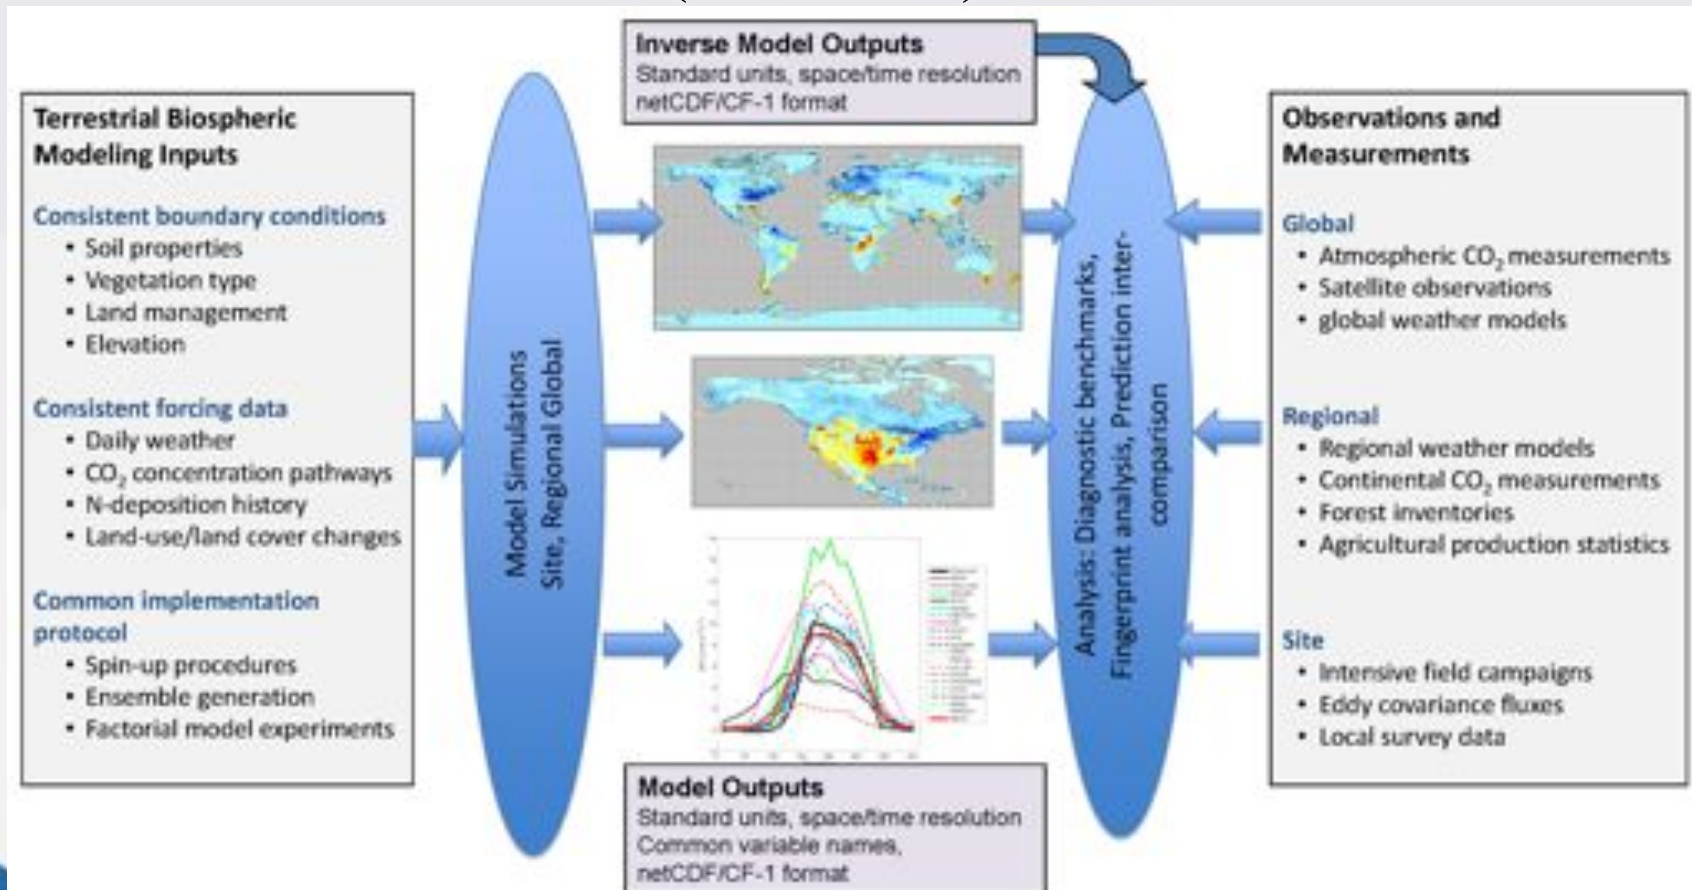 Terrestrial Biospheric
Modeling Inputs
Consistent boundary conditions
• Soil properties
• Vegetation type
• Land management
• Elevation
Consistent forcing data
• Daily weather
• CO₂ concentration pathways
• N-deposition history
• Land-use/land cover changes
Common implementation
protocol
• Spin-up procedures
• Ensemble generation
• Factorial model experiments
Model Simulations
Site, Regional Global
Inverse Model Outputs
Standard units, space/time resolution
netCDF/CF-1 format
Model Outputs
Standard units, space/time resolution
Common variable names,
netCDF/CF-1 format
Analysis: Diagnostic benchmarks,
Fingerprint analysis, Prediction inter-
comparison
Observations and
Measurements
Global
• Atmospheric CO₂ measurements
• Satellite observations
• global weather models
Regional
• Regional weather models
• Continental CO₂ measurements
• Forest inventories
• Agricultural production statistics
Site
• Intensive field campaigns
• Eddy covariance fluxes
• Local survey data